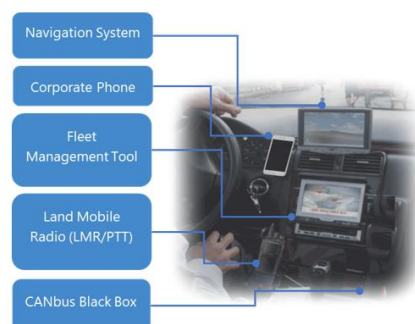 Navigation System
Corporate Phone
Fleet
Management Tool
Land Mobile
Radio (LMR/PTT)
CANbus Black Box